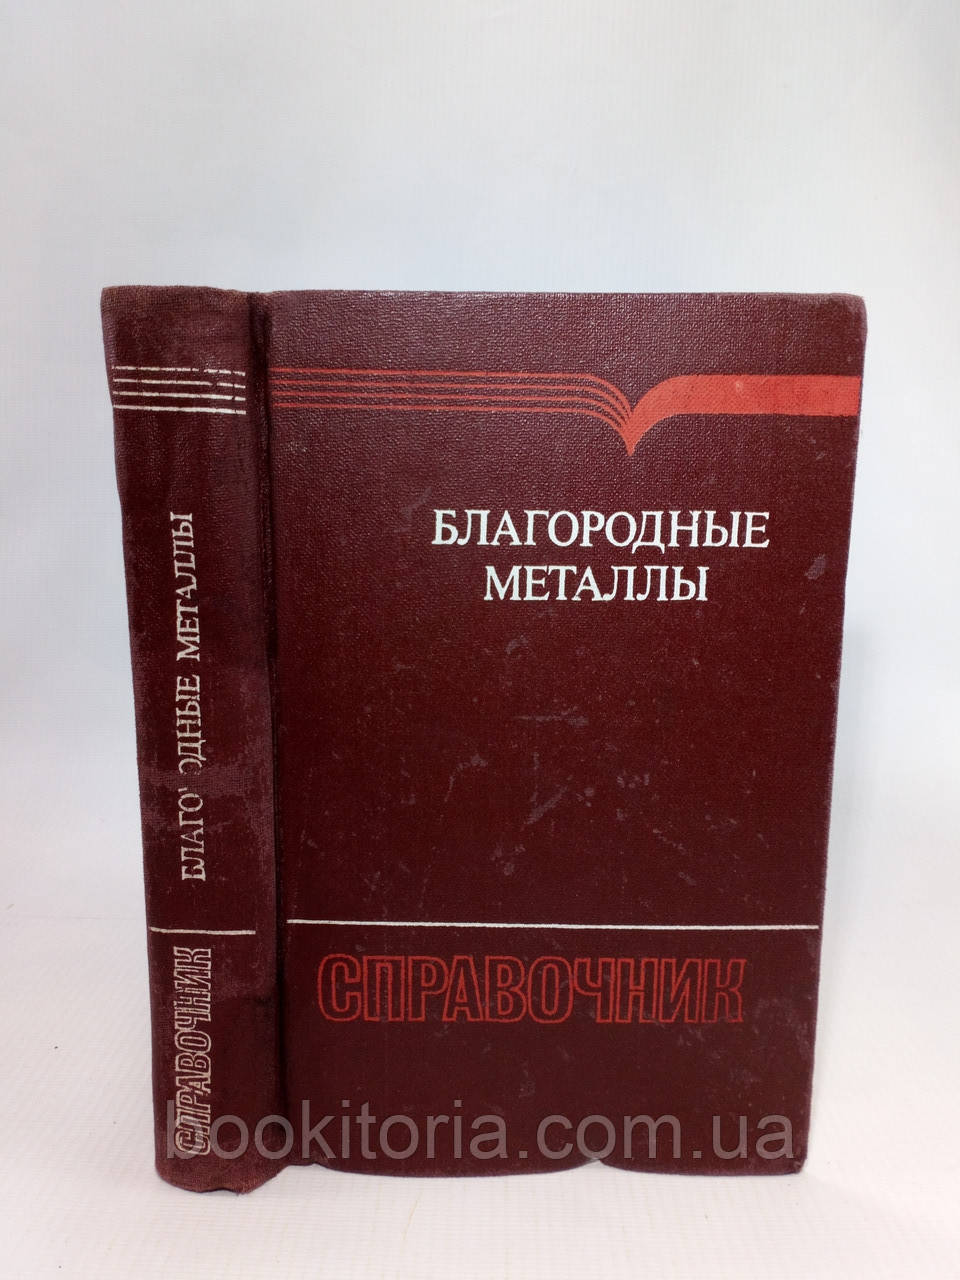 БЛАГОРОДНЫЕ
МЕТАЛЛЫ
СПРАВОЧНИК
БЛАГОРОДНЫЕ МЕТАЛЛЫ
СПРАВОЧНИК
bookitoria.com.ua